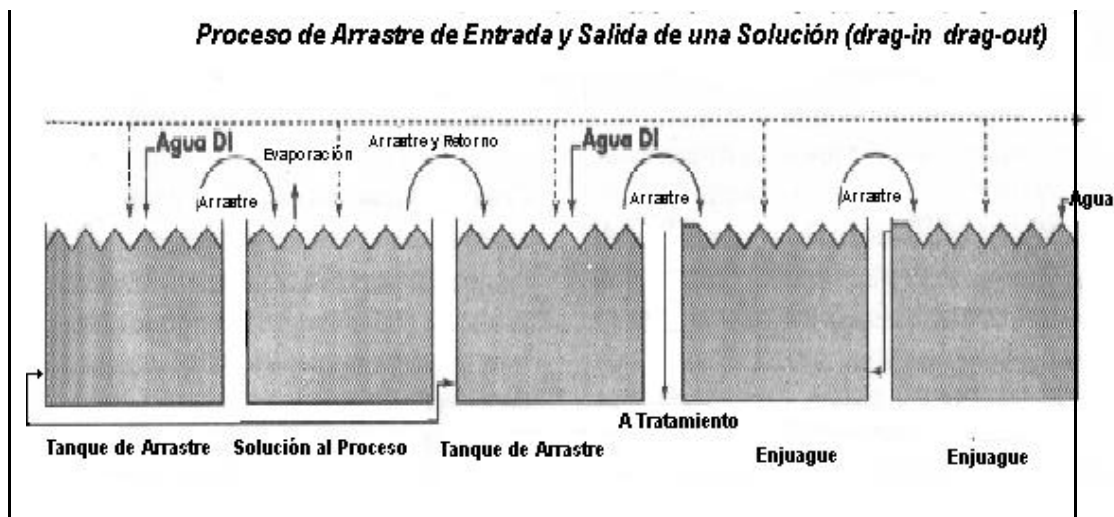 Proceso de Arrastre de Entrada y Salida de una Solución (drag-in drag-out)
Agua DI
Evaporación
Arrastre y Retorno
Agua DI
Arrastre
Arrastre
Arrastre
Agua
A Tratamiento
Tanque de Arrastre
Solución al Proceso
Tanque de Arrastre
Enjuague
Enjuague